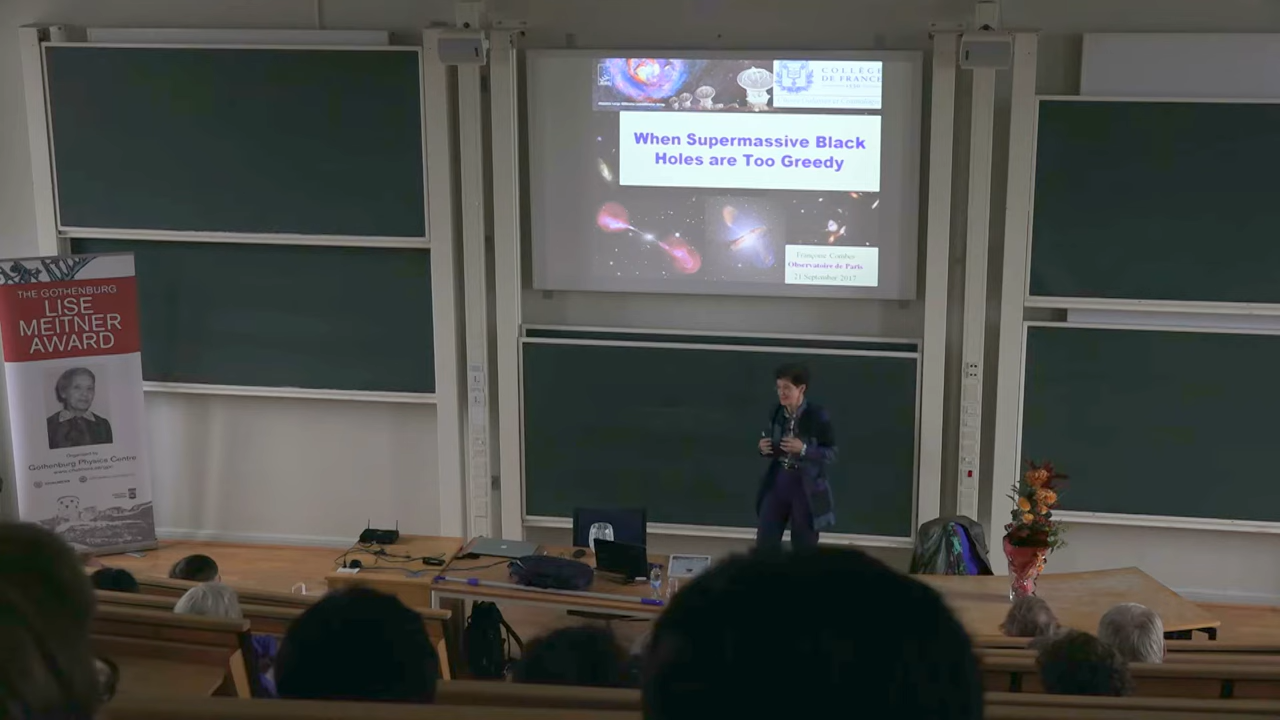 THE GOTHENBURG
LISE
MEITNER
AWARD
Gothenburg Physics Centre
COLLÈGE
DE FRANCE
When Supermassive Black
Holes are Too Greedy
Françoise Combes
Observatoire de Paris
21 September 2017